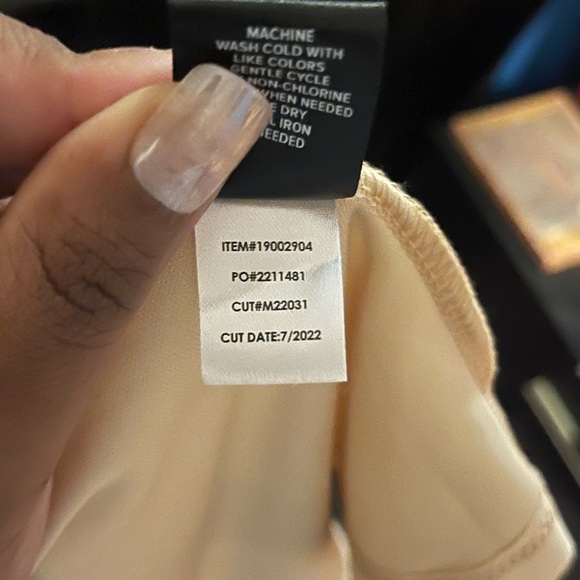 MACHINE
WASH COLD WITH
LIKE COLORS
GENTLE CYCLE
NON-CHLORINE
WHEN NEEDED
DRY
IRON
ITEM#19002904
PO#2211481
CUT#M22031
CUT DATE:7/2022